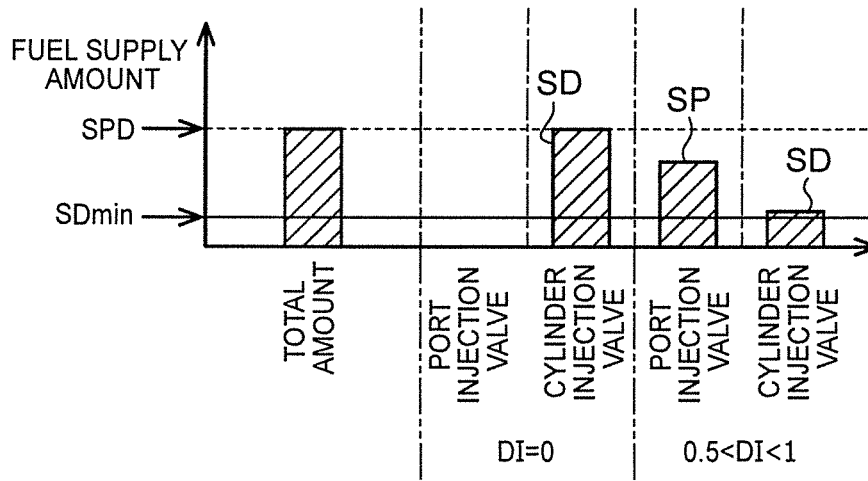 FUEL SUPPLY
AMOUNT
SPD
SDmin
SD
SP
SD
TOTAL
AMOUNT
PORT
INJECTION
VALVE
CYLINDER
INJECTION
VALVE
PORT
INJECTION
VALVE
CYLINDER
INJECTION
VALVE
DI=0
0.5<DI<1